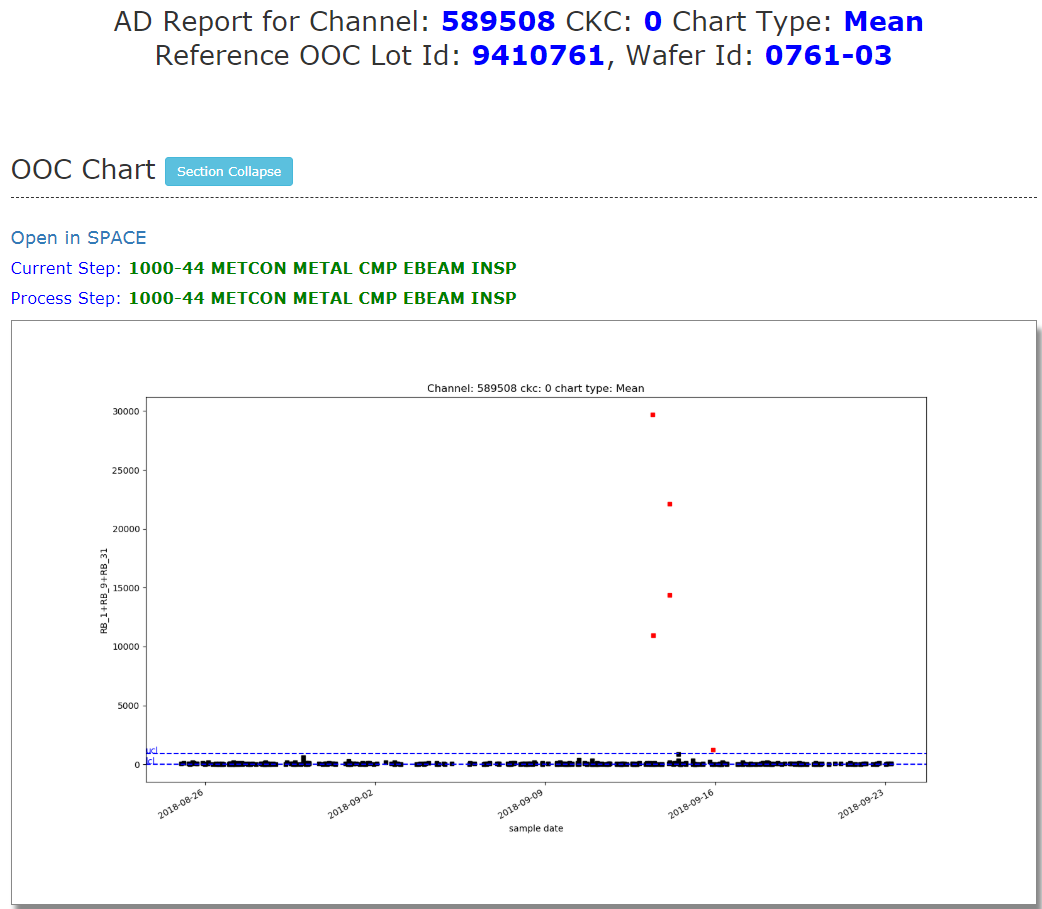 AD Report for Channel: 589508 CKC: 0 Chart Type: Mean
Reference OOC Lot Id: 9410761, Wafer Id: 0761-03
OOC Chart Section Collapse
Open in SPACE
Current Step: 1000-44 METCON METAL CMP EBEAM INSP
Process Step: 1000-44 METCON METAL CMP EBEAM INSP
Channel: 589508 ckc: 0 chart type: Mean
30000
25000
20000
15000
10000
5000
0
RB_1+RB_9+RB_31
ucl
lcl
2018-08-26
2018-09-02
2018-09-09
2018-09-16
2018-09-23
sample date